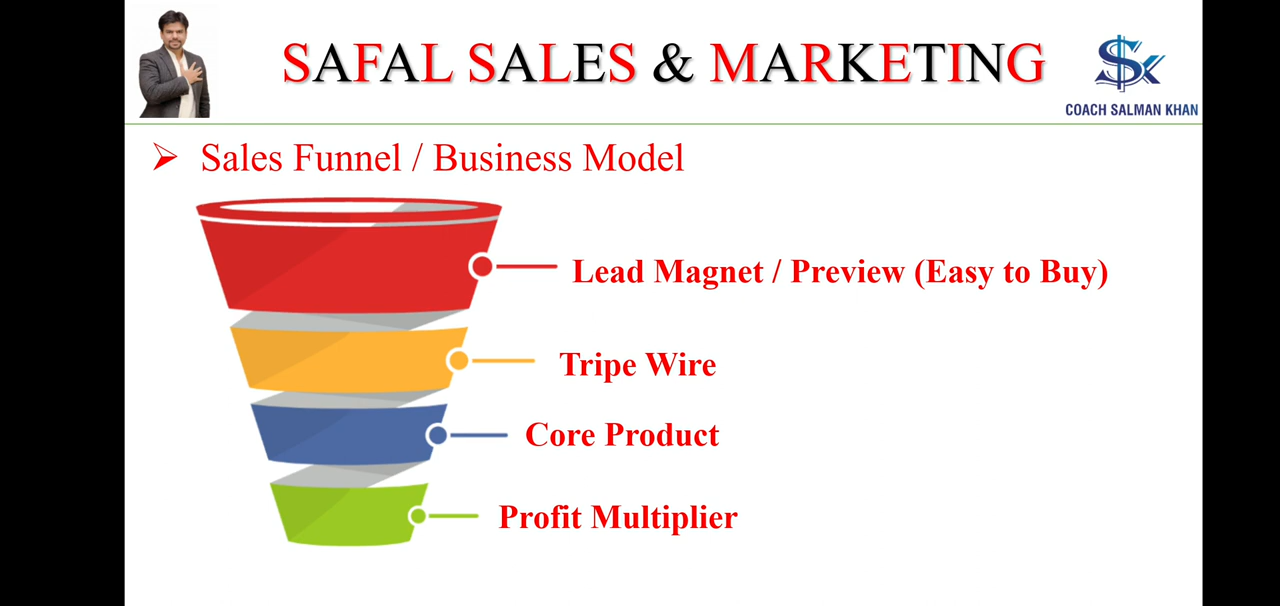 SAFAL SALES & MARKETING
COACH SALMAN KHAN
Sales Funnel / Business Model
Lead Magnet / Preview (Easy to Buy)
Tripe Wire
Core Product
Profit Multiplier